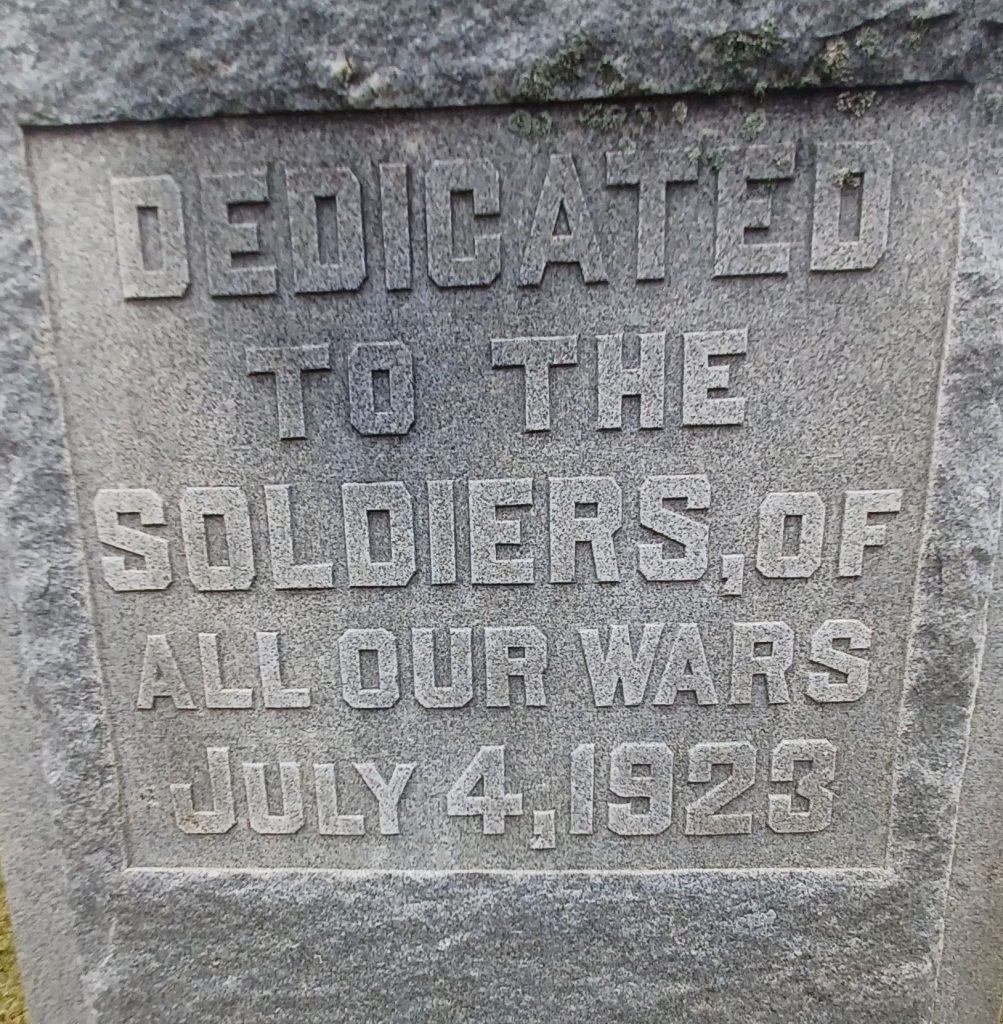 DEDICATED
TO THE
SOLDIERS, OF
ALL OUR WARS
JULY 4, 1923